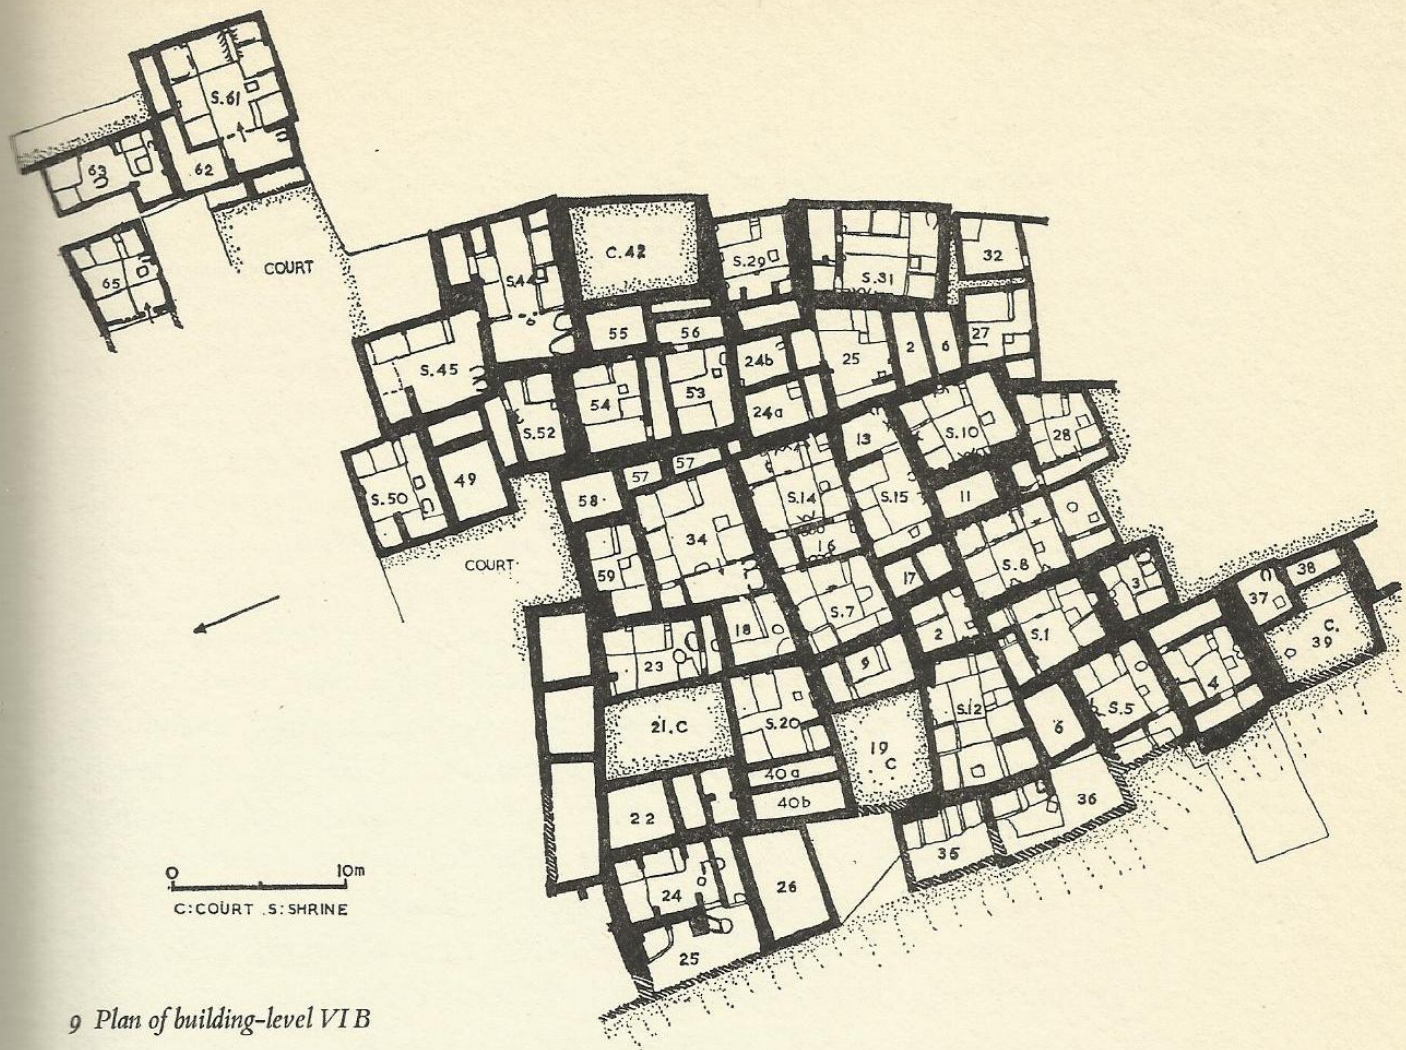 S.61
63
62
65
COURT
S.44
C.42
S.29
S.31
32
55
56
27
S.45
24b
25
2
6
54
53
24a
S.52
13
S.10
28
S.50
49
57
57
58
S.14
S.15
11
34
16
COURT
59
17
S.8
3
38
37
18
S.7
2
S.1
C.
39
23
9
4
21.C
S.20
S.12
6
S.5
19
C
40a
40b
22
36
35
24
26
25
0 10m
C:COURT .S:SHRINE
9 Plan of building-level VI B